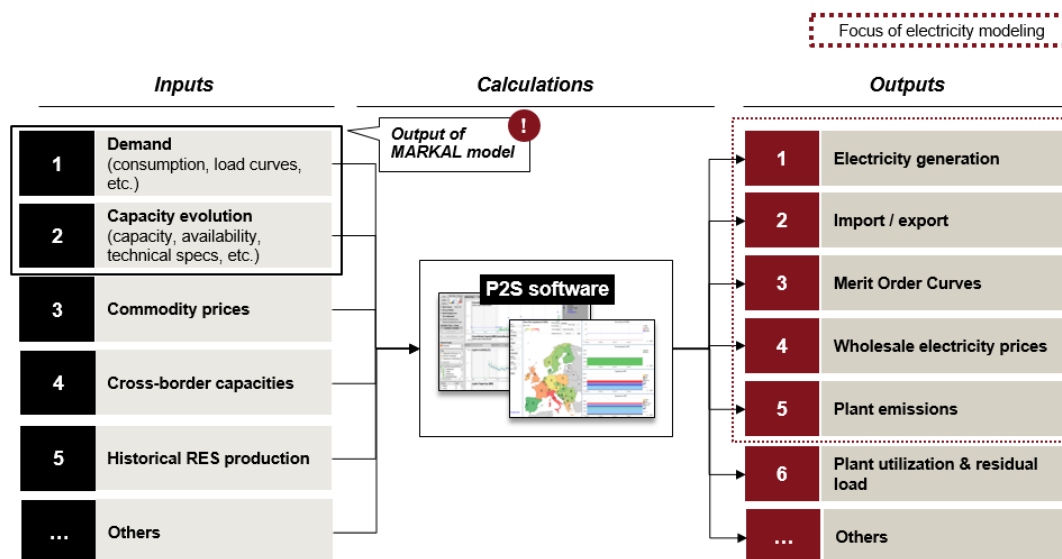 Focus of electricity modeling
Inputs
Calculations
Outputs
Output of
MARKAL model
!
1
Demand
(consumption, load curves,
etc.)
2
Capacity evolution
(capacity, availability,
technical specs, etc.)
3
Commodity prices
4
Cross-border capacities
5
Historical RES production
...
Others
P2S software
1
Electricity generation
2
Import / export
3
Merit Order Curves
4
Wholesale electricity prices
5
Plant emissions
6
Plant utilization & residual
load
...
Others